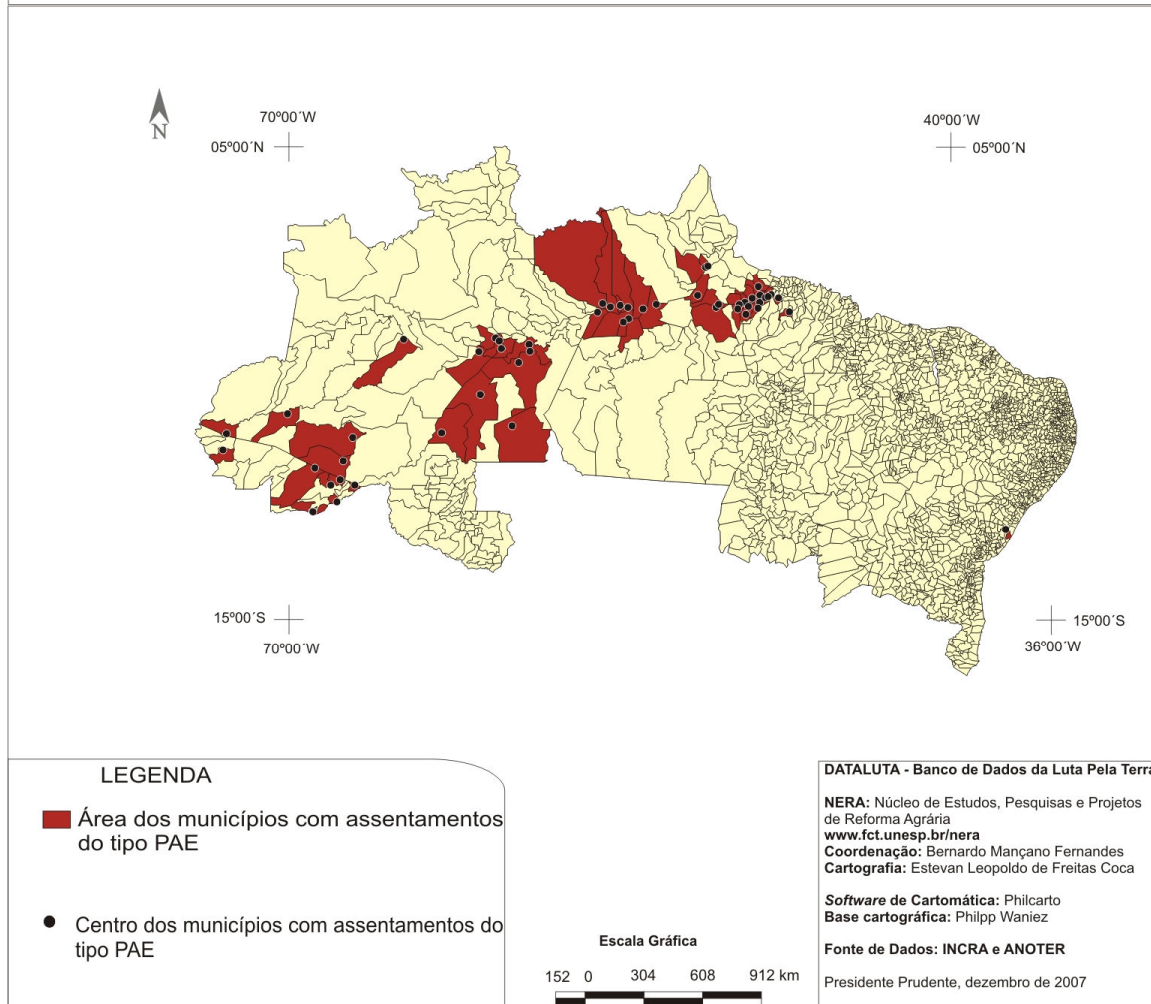 70º00´W
40º00´W
05º00´N
05º00´N
N
15º00´S
15º00´S
70º00´W
36º00´W
LEGENDA
Área dos municípios com assentamentos
do tipo PAE
Centro dos municípios com assentamentos do
tipo PAE
Escala Gráfica
152 0 304 608 912 km
DATALUTA - Banco de Dados da Luta Pela Terra
NERA: Núcleo de Estudos, Pesquisas e Projetos
de Reforma Agrária
www.fct.unesp.br/nera
Coordenação: Bernardo Mançano Fernandes
Cartografia: Estevan Leopoldo de Freitas Coca
Software de Cartomática: Philcarto
Base cartográfica: Philpp Waniez
Fonte de Dados: INCRA e ANOTER
Presidente Prudente, dezembro de 2007